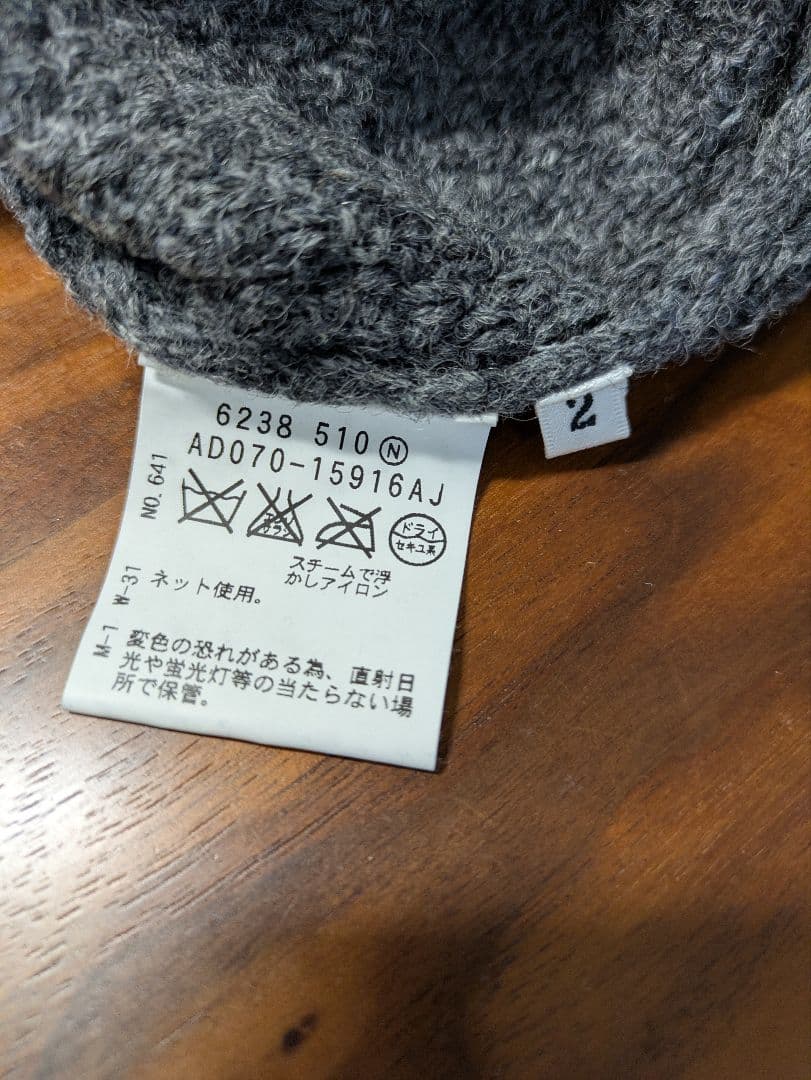 6238 510 Ⓝ
AD070-15916AJ
NO. 641
ドライ
セキユ系
スチームで浮
かしアイロン
W-31 ネット使用。
M-1 変色の恐れがある為、直射日
光や蛍光灯等の当たらない場
所で保管。
2